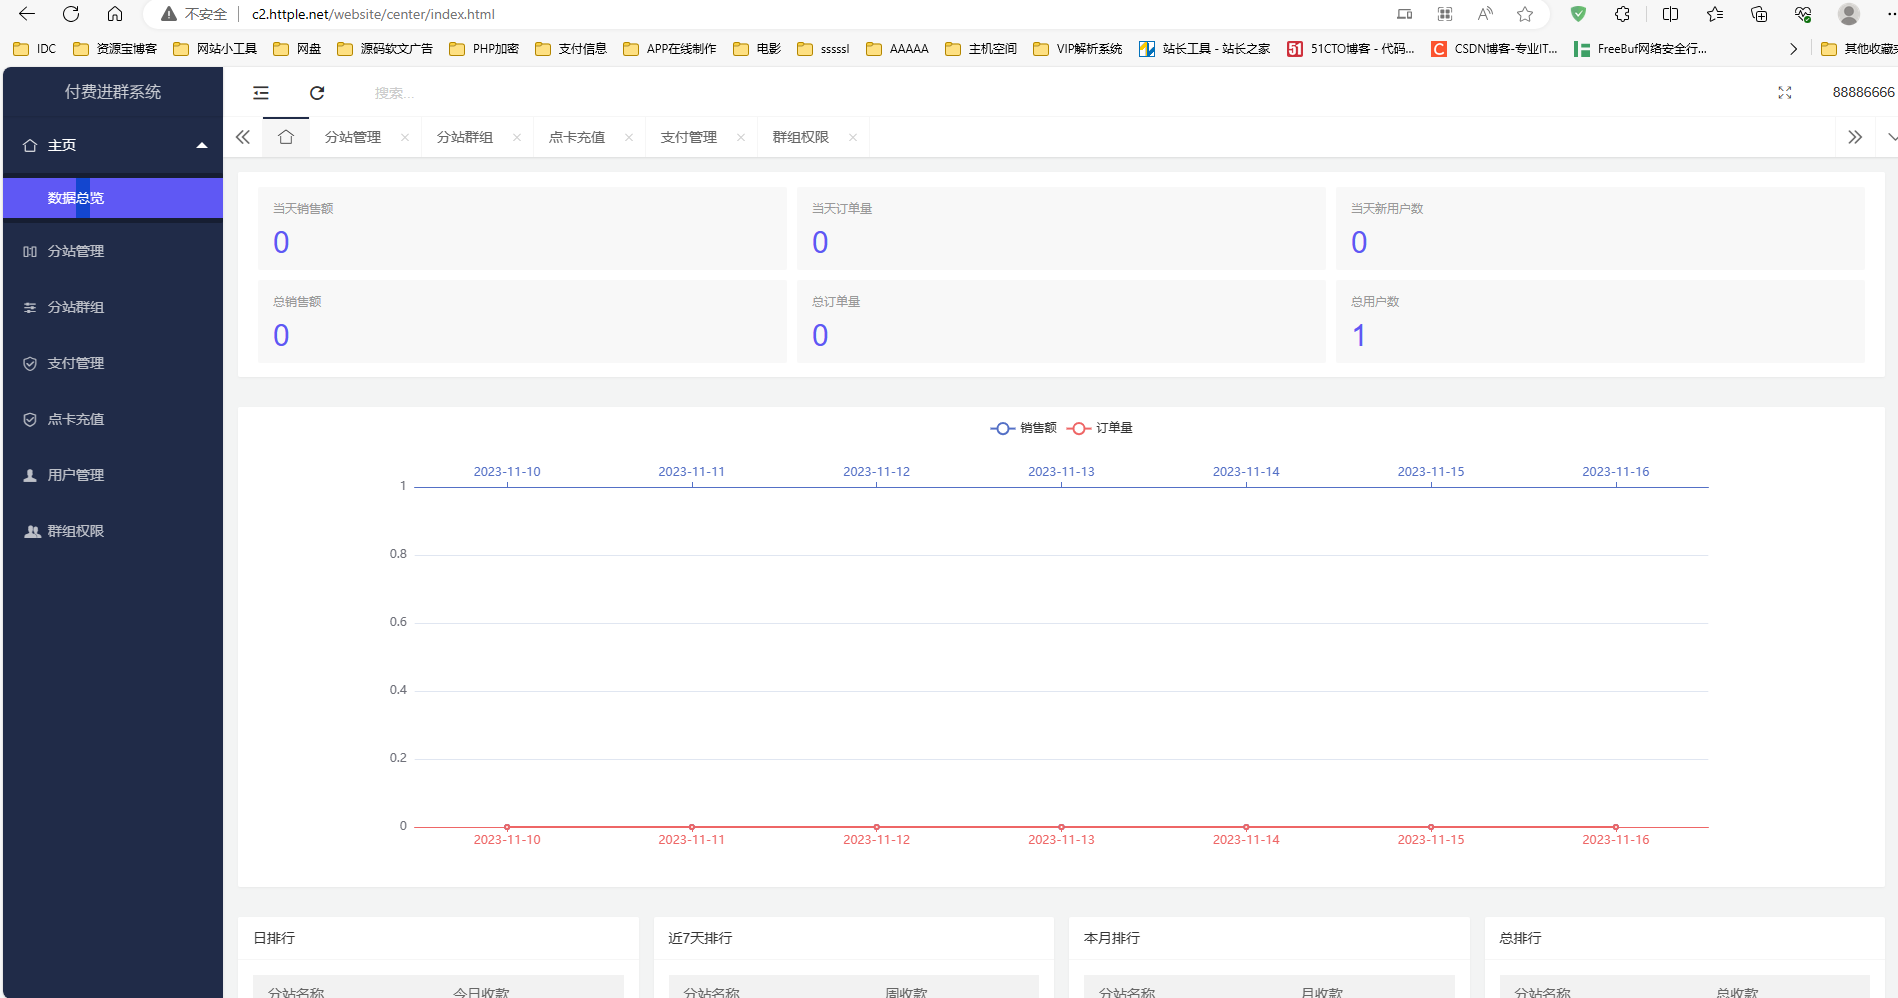 不安全 c2.httple.net/website/center/index.html
IDC 资源宝博客 网站小工具 网盘 源码软文广告 PHP加密 支付信息 APP在线制作 电影 sssssl AAAAA 主机空间 VIP解析系统 站长工具 - 站长之家 51CTO博客 - 代码... CSDN博客-专业IT... FreeBuf网络安全行... 其他收藏夹
付费进群系统
搜索...
88886666
主页
数据总览
分站管理
分站群组
支付管理
点卡充值
用户管理
群组权限
分站管理 分站群组 点卡充值 支付管理 群组权限
当天销售额 当天订单量 当天新用户数
0 0 0
总销售额 总订单量 总用户数
0 0 1
销售额 订单量
2023-11-10 2023-11-11 2023-11-12 2023-11-13 2023-11-14 2023-11-15 2023-11-16
1
0.8
0.6
0.4
0.2
0
2023-11-10 2023-11-11 2023-11-12 2023-11-13 2023-11-14 2023-11-15 2023-11-16
日排行 近7天排行 本月排行 总排行
分站名称 今日收款 分站名称 周收款 分站名称 月收款 分站名称 总收款